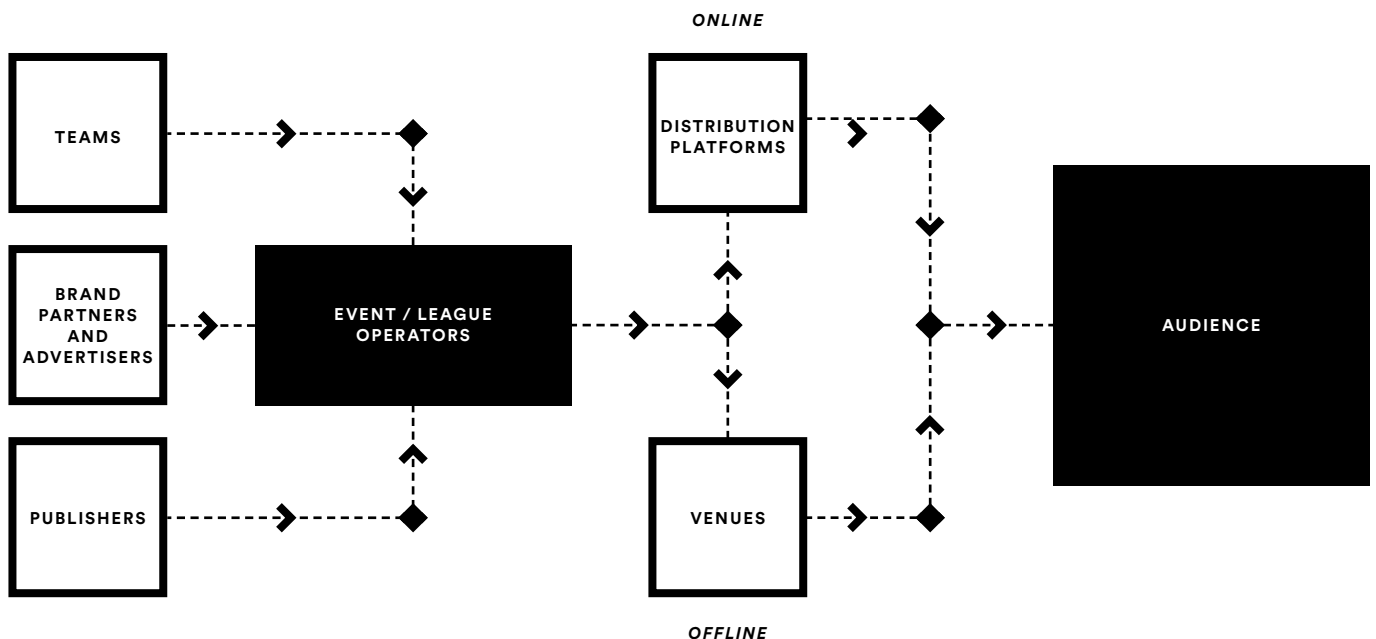 ONLINE
TEAMS
DISTRIBUTION
PLATFORMS
BRAND
PARTNERS
AND
ADVERTISERS
EVENT / LEAGUE
OPERATORS
AUDIENCE
PUBLISHERS
VENUES
OFFLINE